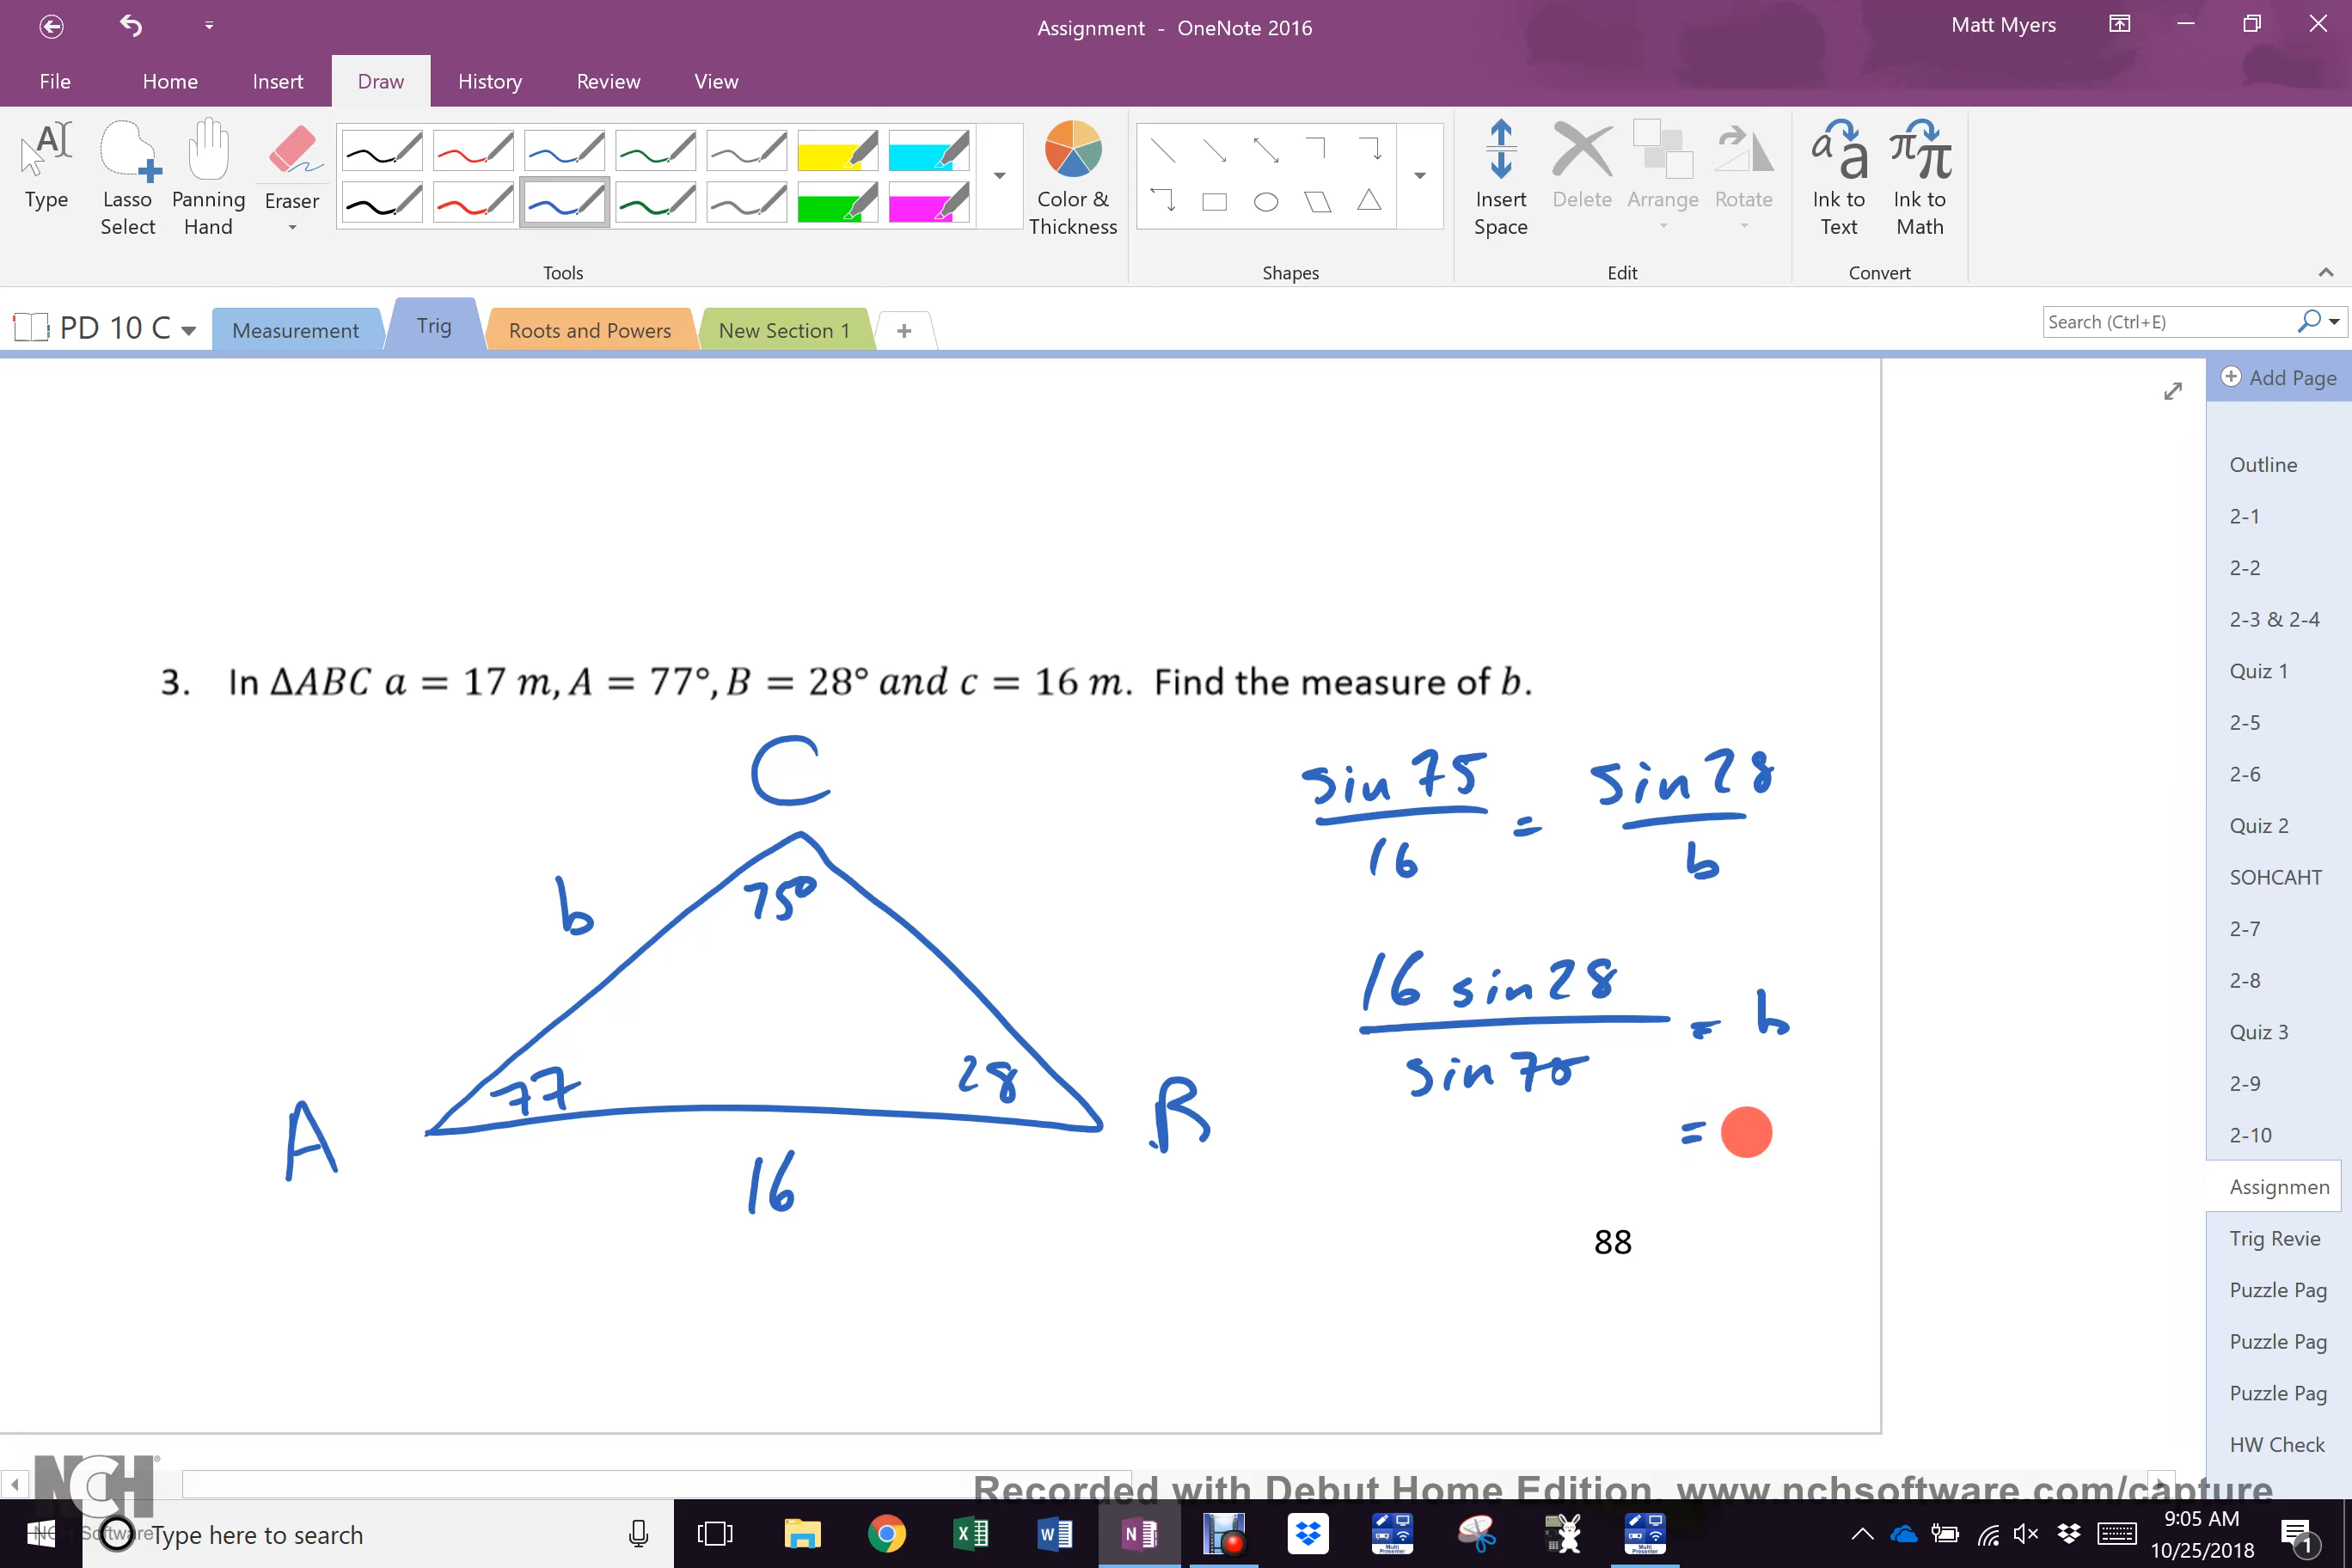 Assignment - OneNote 2016
Matt Myers
File Home Insert Draw History Review View
Type
Lasso Select
Panning Hand
Eraser
Color & Thickness
Insert Space
Delete
Arrange
Rotate
Ink to Text
Ink to Math
Tools
Shapes
Edit
Convert
PD 10 C
Measurement
Trig
Roots and Powers
New Section 1
+
Search (Ctrl+E)
Add Page
Outline
2-1
2-2
2-3 & 2-4
Quiz 1
2-5
2-6
Quiz 2
SOHCAHT
2-7
2-8
Quiz 3
2-9
2-10
Assignmen
Trig Revie
Puzzle Pag
Puzzle Pag
Puzzle Pag
HW Check
3. In ΔABC a = 17 m, A = 77°, B = 28° and c = 16 m. Find the measure of b.
C
b
75°
77
28
A
B
16
sin 75 / 16 = sin 28 / b
16 sin 28 / sin 75 = b
=
88
NCH®
NCH Software
Recorded with Debut Home Edition. www.nchsoftware.com/capture
Type here to search
9:05 AM
10/25/2018
1